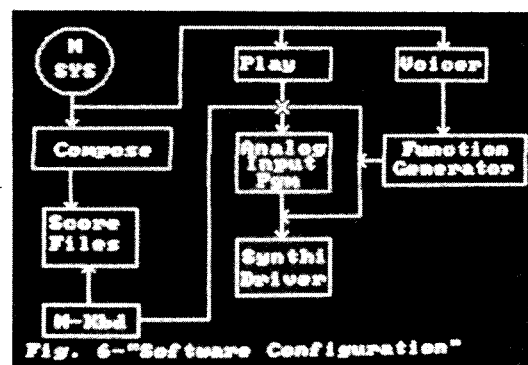 M
SYS
Play
Voicer
Compose
Analog
Input
Pgm
Function
Generator
Score
Files
Synthi
Driver
M-Kbd
Fig. 6-"Software Configuration"